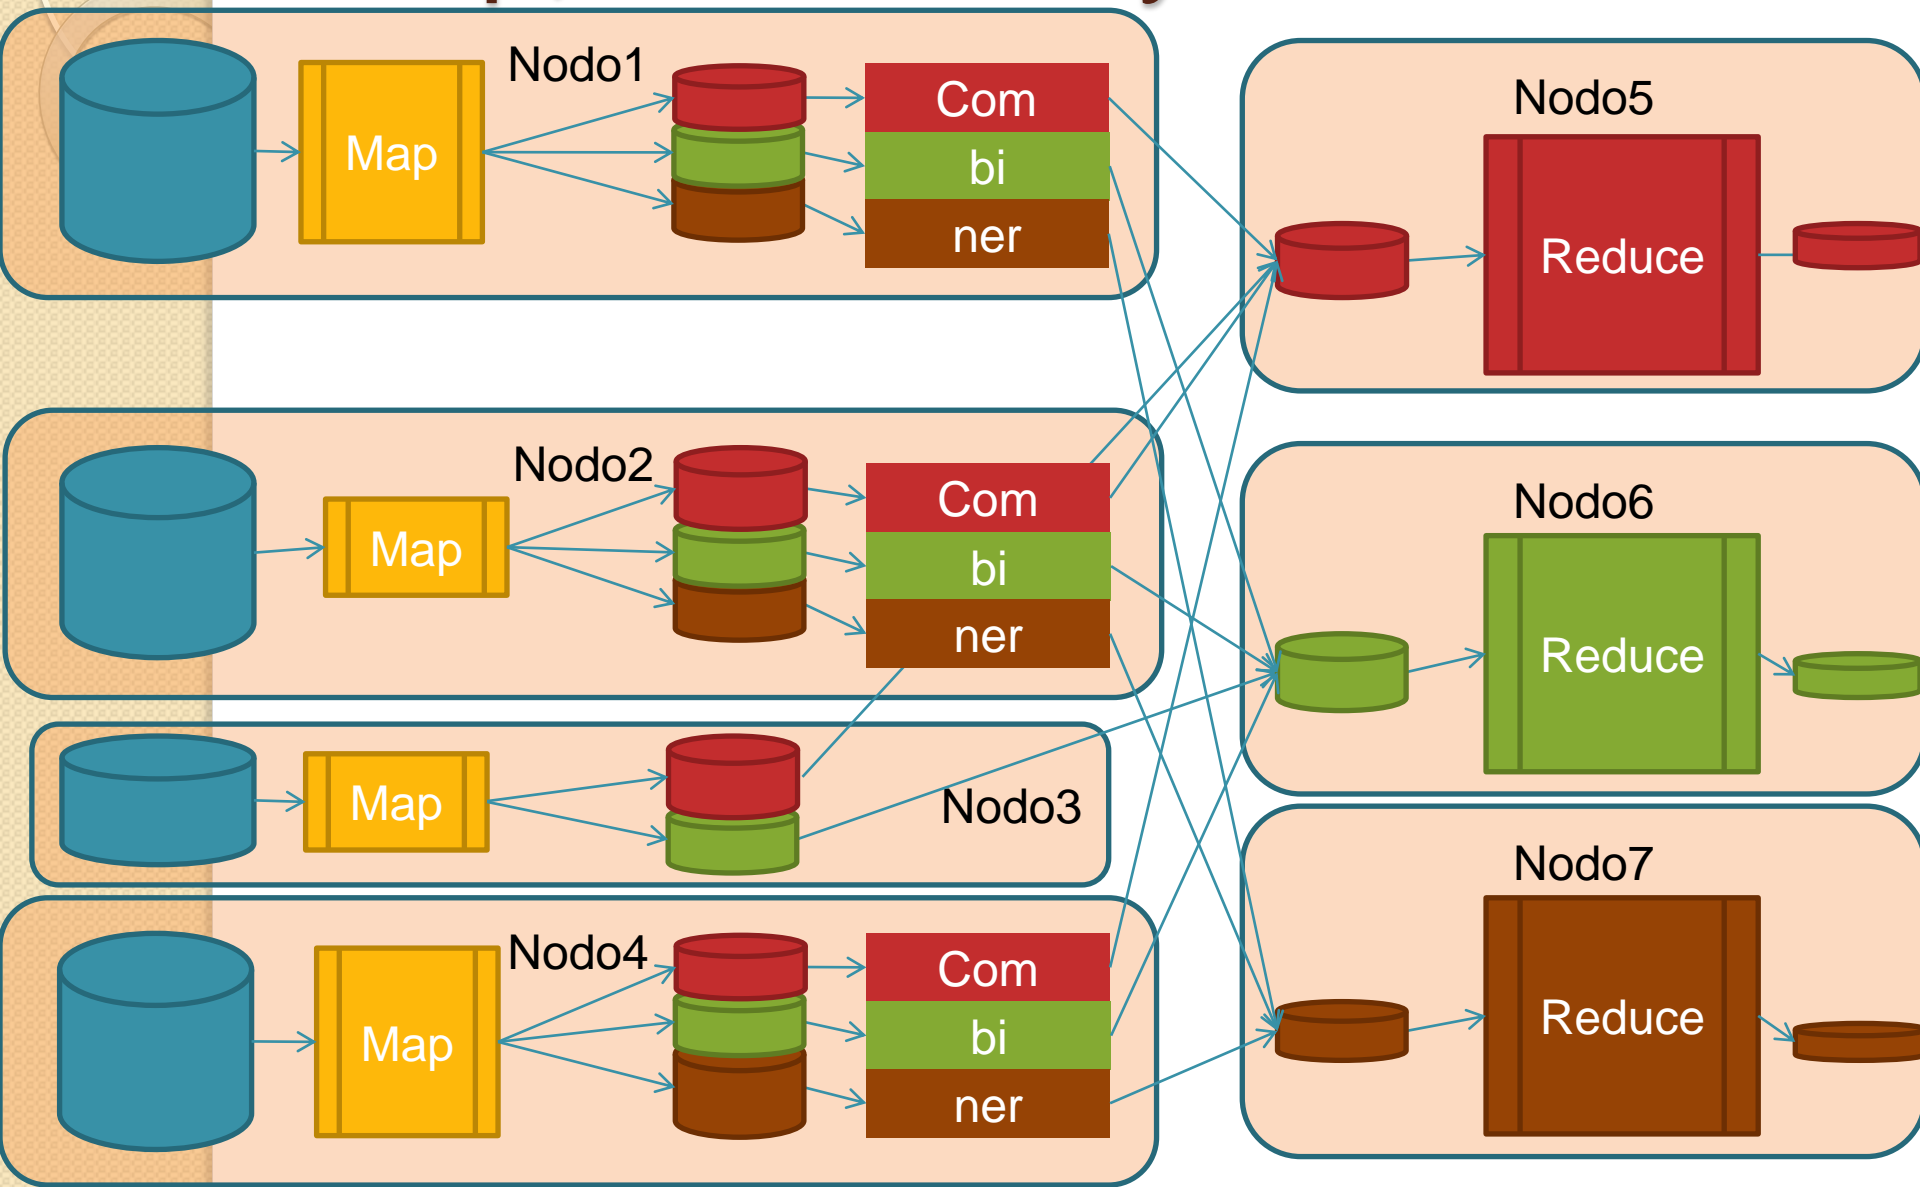 Nodo1
Map
Com
bi
ner
Nodo2
Map
Com
bi
ner
Map
Nodo3
Nodo4
Map
Com
bi
ner
Nodo5
Reduce
Nodo6
Reduce
Nodo7
Reduce